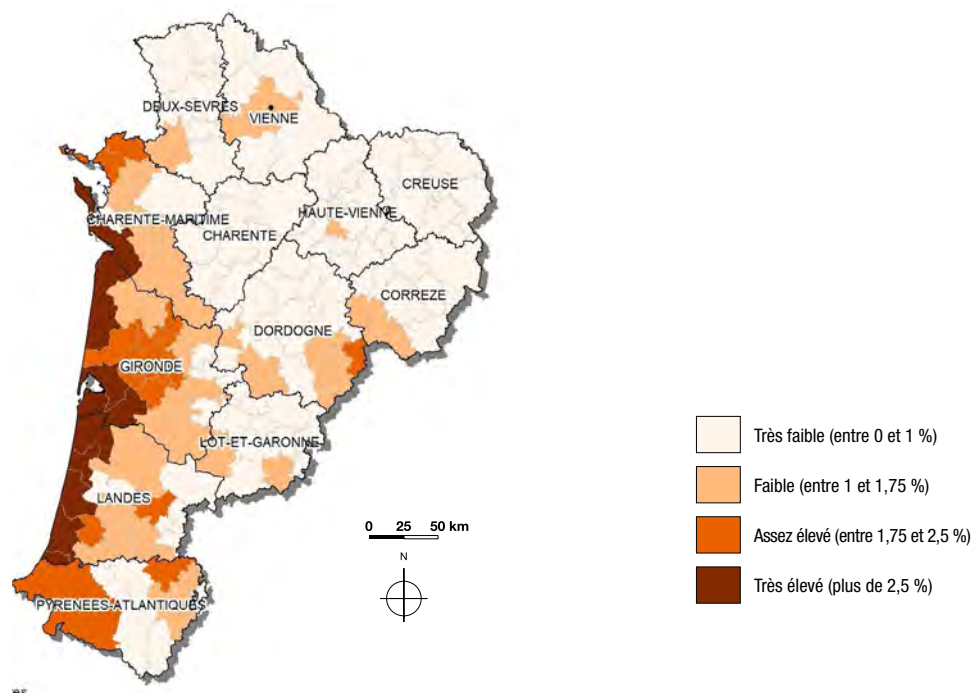 DEUX-SEVRES
VIENNE
CREUSE
HAUTE-VIENNE
CHARENTE-MARITIME
CHARENTE
CORREZE
DORDOGNE
GIRONDE
LOT-ET-GARONNE
LANDES
PYRENEES-ATLANTIQUES
0 25 50 km
N
Très faible (entre 0 et 1 %)
Faible (entre 1 et 1,75 %)
Assez élevé (entre 1,75 et 2,5 %)
Très élevé (plus de 2,5 %)